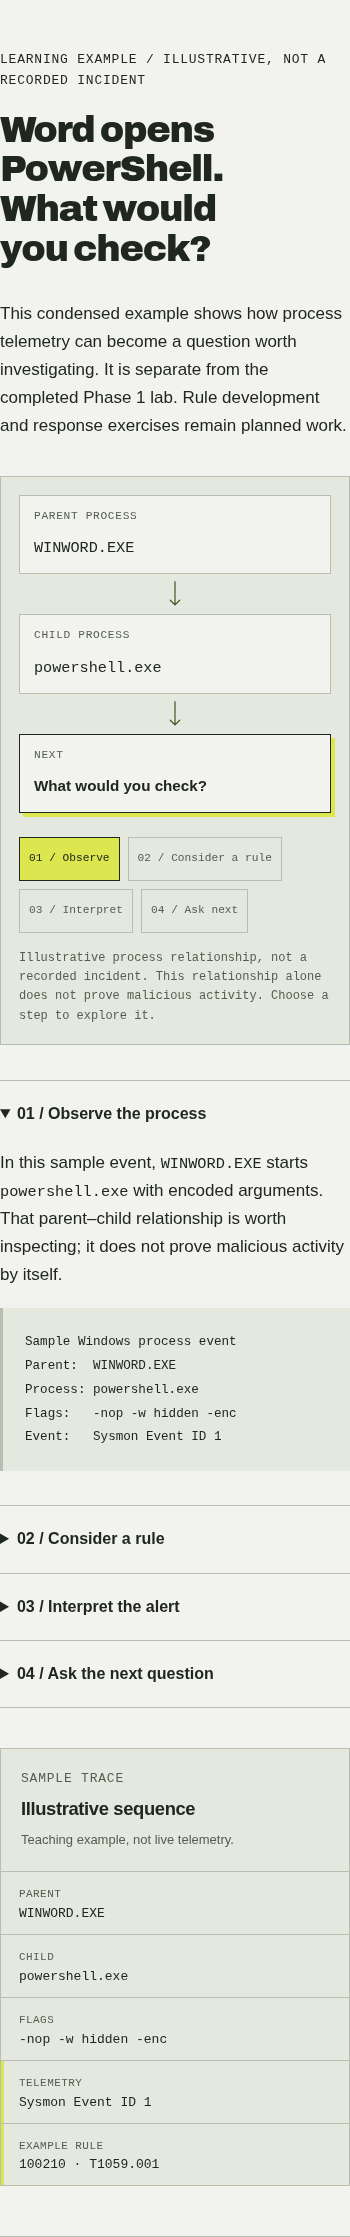 LEARNING EXAMPLE / ILLUSTRATIVE, NOT A
RECORDED INCIDENT
Word opens
PowerShell.
What would
you check?
This condensed example shows how process
telemetry can become a question worth
investigating. It is separate from the
completed Phase 1 lab. Rule development
and response exercises remain planned work.
PARENT PROCESS
WINWORD.EXE
CHILD PROCESS
powershell.exe
NEXT
What would you check?
01 / Observe
02 / Consider a rule
03 / Interpret
04 / Ask next
Illustrative process relationship, not a
recorded incident. This relationship alone
does not prove malicious activity. Choose a
step to explore it.
01 / Observe the process
In this sample event, WINWORD.EXE starts
powershell.exe with encoded arguments.
That parent–child relationship is worth
inspecting; it does not prove malicious activity
by itself.
Sample Windows process event
Parent:  WINWORD.EXE
Process: powershell.exe
Flags:   -nop -w hidden -enc
Event:   Sysmon Event ID 1
02 / Consider a rule
03 / Interpret the alert
04 / Ask the next question
SAMPLE TRACE
Illustrative sequence
Teaching example, not live telemetry.
PARENT
WINWORD.EXE
CHILD
powershell.exe
FLAGS
-nop -w hidden -enc
TELEMETRY
Sysmon Event ID 1
EXAMPLE RULE
100210 · T1059.001